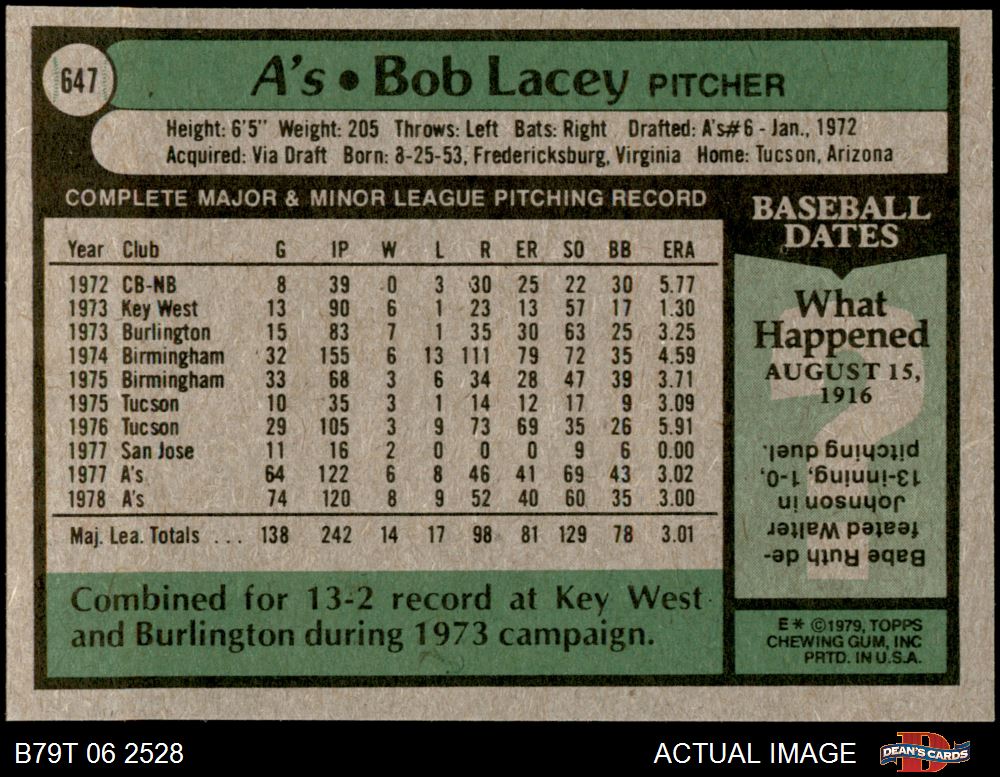 647
A's • Bob Lacey PITCHER
Height: 6'5" Weight: 205 Throws: Left Bats: Right Drafted: A's#6 - Jan., 1972
Acquired: Via Draft Born: 8-25-53, Fredericksburg, Virginia Home: Tucson, Arizona
COMPLETE MAJOR & MINOR LEAGUE PITCHING RECORD
Year Club G IP W L R ER SO BB ERA
1972 CB-NB 8 39 0 3 30 25 22 30 5.77
1973 Key West 13 90 6 1 23 13 57 17 1.30
1973 Burlington 15 83 7 1 35 30 63 25 3.25
1974 Birmingham 32 155 6 13 111 79 72 35 4.59
1975 Birmingham 33 68 3 6 34 28 47 39 3.71
1975 Tucson 10 35 3 1 14 12 17 9 3.09
1976 Tucson 29 105 3 9 73 69 35 26 5.91
1977 San Jose 11 16 2 0 0 0 9 6 0.00
1977 A's 64 122 6 8 46 41 69 43 3.02
1978 A's 74 120 8 9 52 40 60 35 3.00
Maj. Lea. Totals ... 138 242 14 17 98 81 129 78 3.01
Combined for 13-2 record at Key West
and Burlington during 1973 campaign.
BASEBALL
DATES
What
Happened
AUGUST 15,
1916
Babe Ruth de-
feated Walter
Johnson in
13-inning, 1-0,
pitching duel.
E* ©1979, TOPPS
CHEWING GUM, INC
PRTD. IN U.S.A.
B79T 06 2528
ACTUAL IMAGE
DEAN'S CARDS